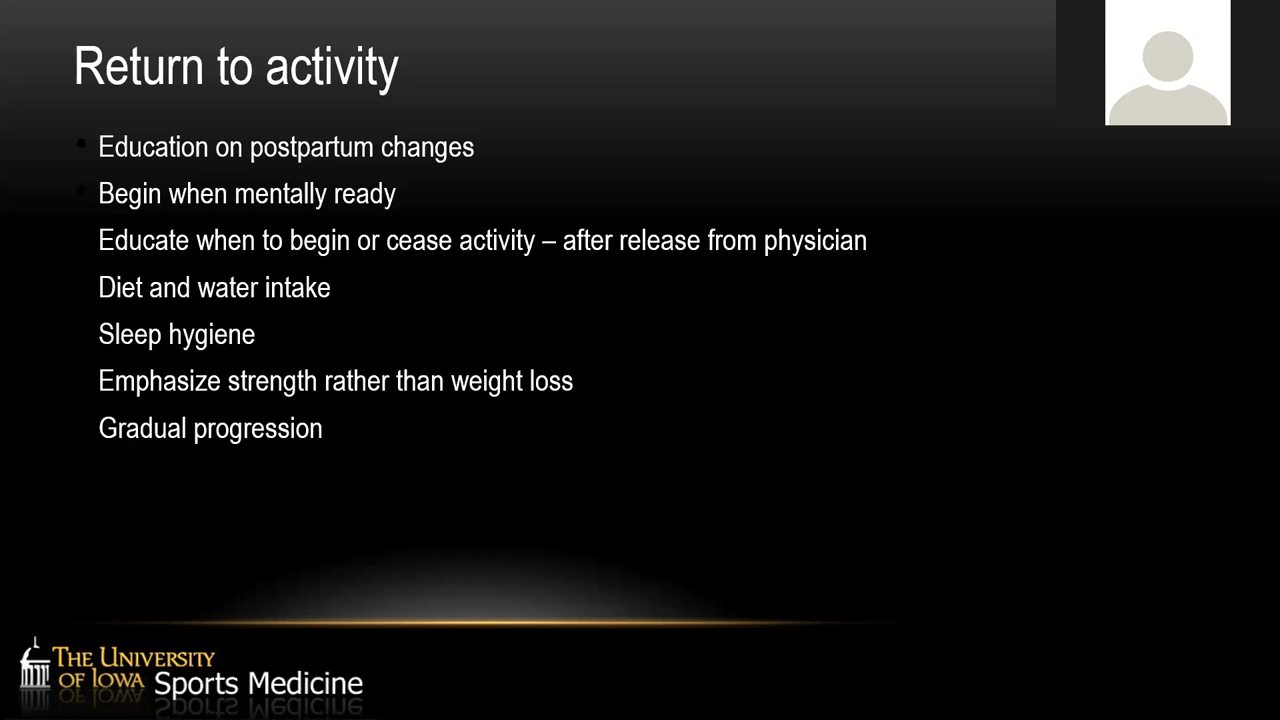 Return to activity
Education on postpartum changes
Begin when mentally ready
Educate when to begin or cease activity – after release from physician
Diet and water intake
Sleep hygiene
Emphasize strength rather than weight loss
Gradual progression
THE UNIVERSITY
OF IOWA Sports Medicine